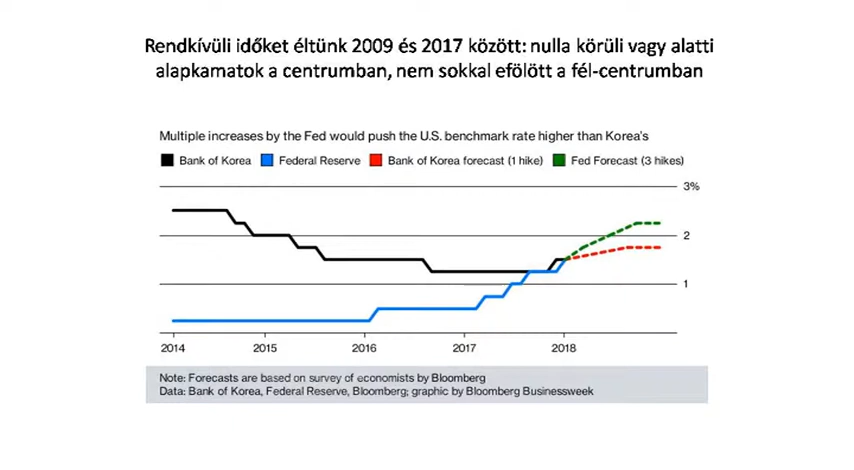 Rendkívüli időket éltünk 2009 és 2017 között: nulla körüli vagy alatti
alapkamatok a centrumban, nem sokkal efölött a fél-centrumban
Multiple increases by the Fed would push the U.S. benchmark rate higher than Korea's
Bank of Korea Federal Reserve Bank of Korea forecast (1 hike) Fed Forecast (3 hikes)
3%
2
1
2014 2015 2016 2017 2018
Note: Forecasts are based on survey of economists by Bloomberg
Data: Bank of Korea, Federal Reserve, Bloomberg; graphic by Bloomberg Businessweek